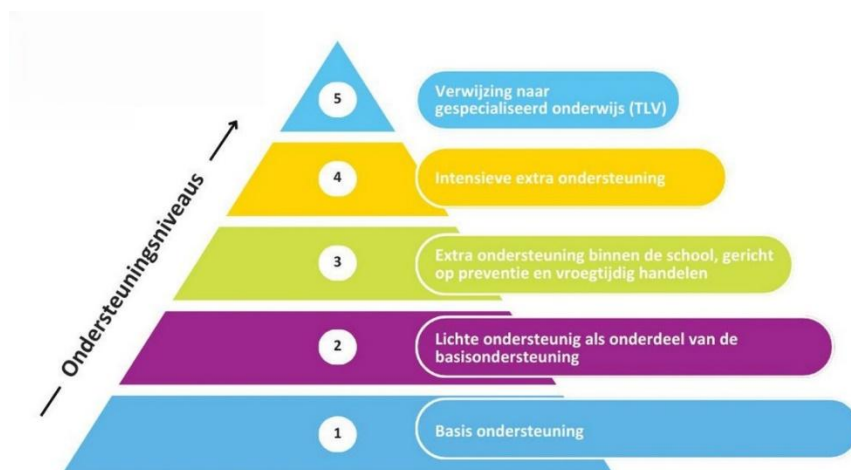 Ondersteuningsniveaus
5
Verwijzing naar
gespecialiseerd onderwijs (TLV)
4
Intensieve extra ondersteuning
3
Extra ondersteuning binnen de school, gericht
op preventie en vroegtijdig handelen
2
Lichte ondersteunig als onderdeel van de
basisondersteuning
1
Basis ondersteuning